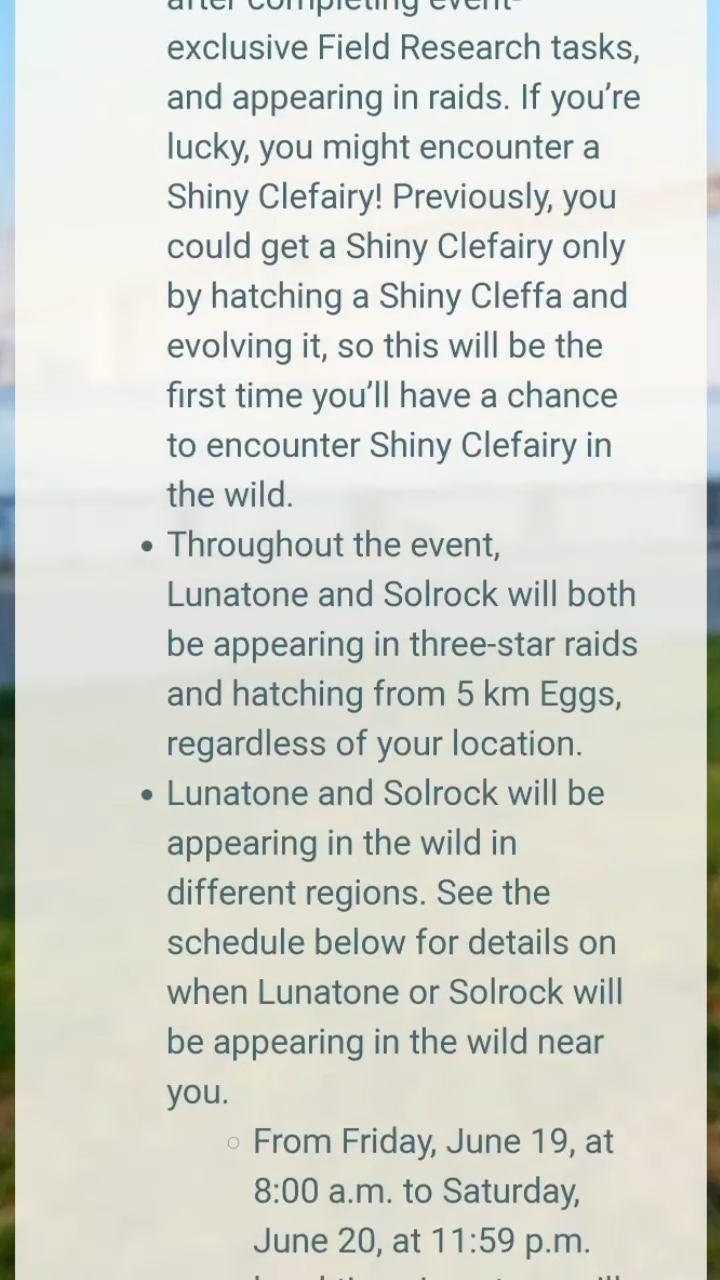 after completing event-
exclusive Field Research tasks,
and appearing in raids. If you’re
lucky, you might encounter a
Shiny Clefairy! Previously, you
could get a Shiny Clefairy only
by hatching a Shiny Cleffa and
evolving it, so this will be the
first time you’ll have a chance
to encounter Shiny Clefairy in
the wild.
• Throughout the event,
Lunatone and Solrock will both
be appearing in three-star raids
and hatching from 5 km Eggs,
regardless of your location.
• Lunatone and Solrock will be
appearing in the wild in
different regions. See the
schedule below for details on
when Lunatone or Solrock will
be appearing in the wild near
you.
○ From Friday, June 19, at
8:00 a.m. to Saturday,
June 20, at 11:59 p.m.